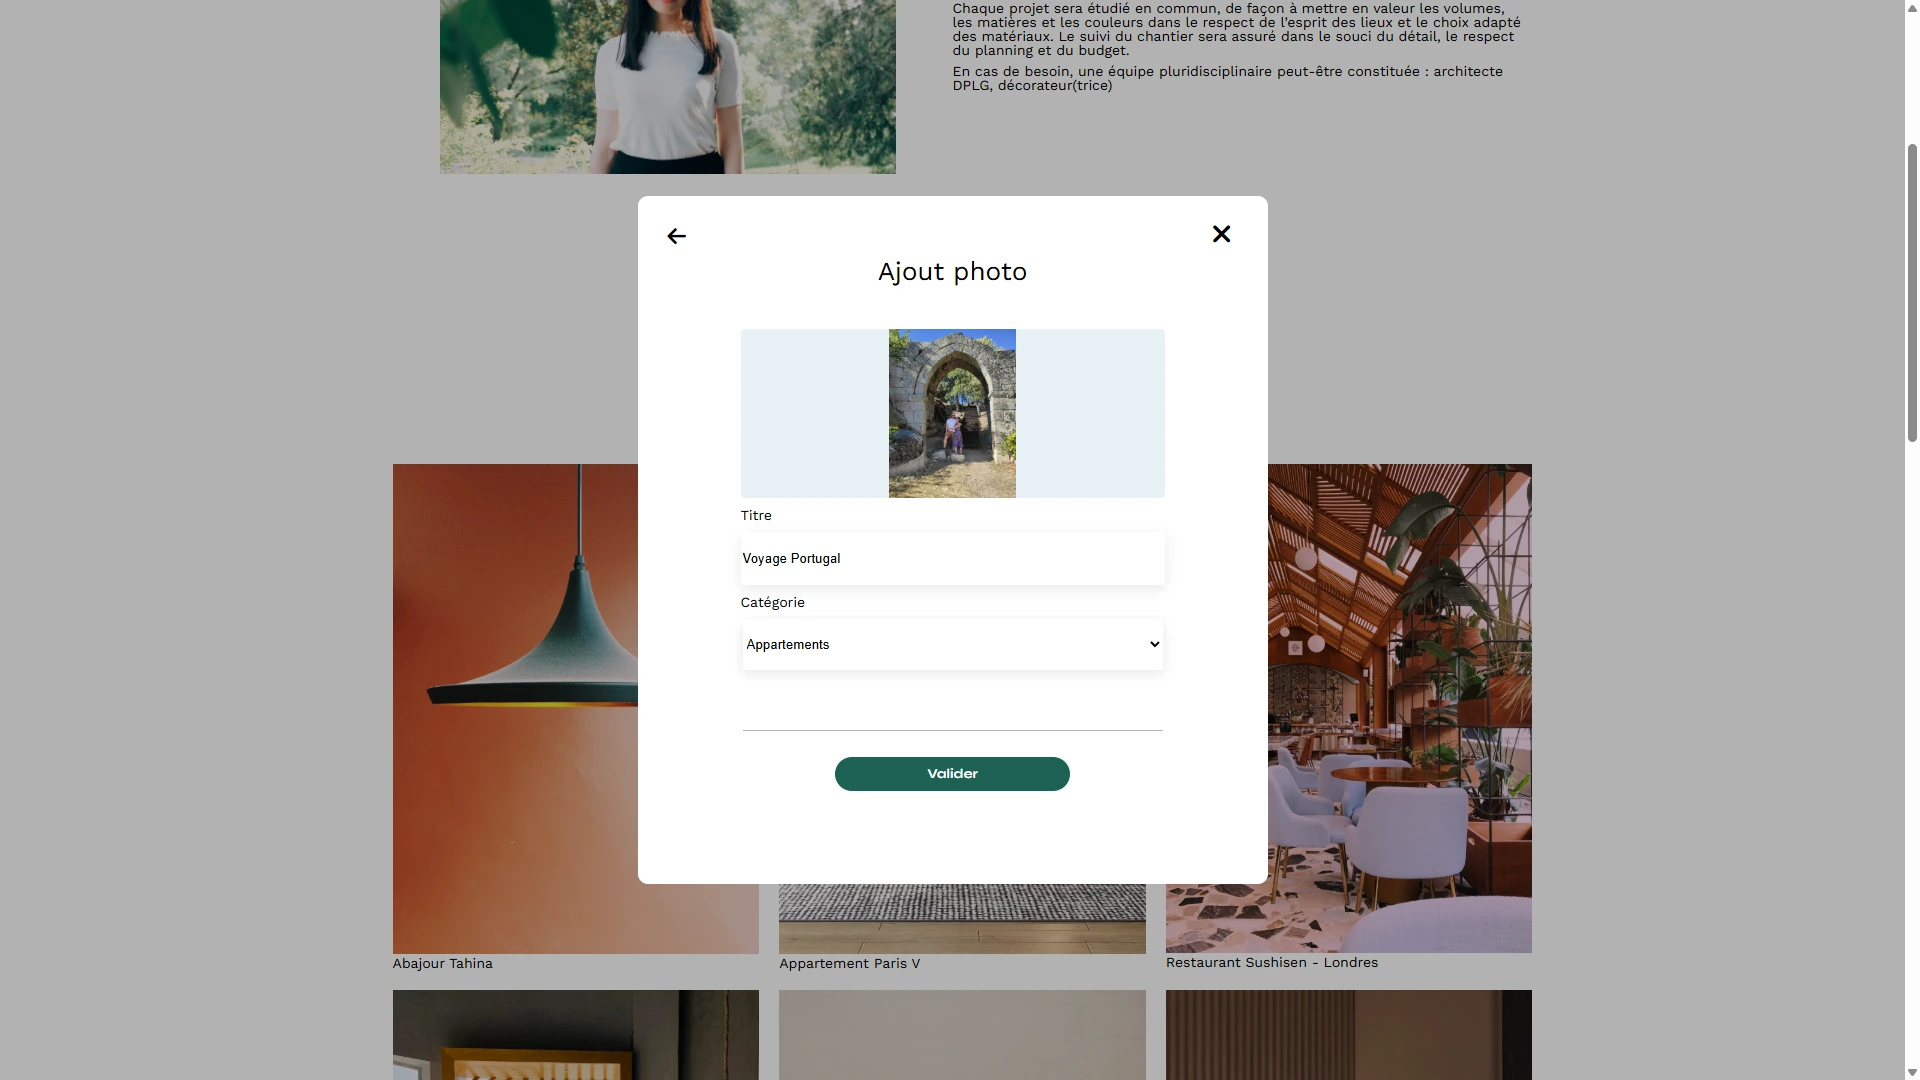 Chaque projet sera étudié en commun, de façon à mettre en valeur les volumes,
les matières et les couleurs dans le respect de l’esprit des lieux et le choix adapté
des matériaux. Le suivi du chantier sera assuré dans le souci du détail, le respect
du planning et du budget.
En cas de besoin, une équipe pluridisciplinaire peut-être constituée : architecte
DPLG, décorateur(trice)
Ajout photo
Titre
Voyage Portugal
Catégorie
Appartements
Valider
Abajour Tahina
Appartement Paris V
Restaurant Sushisen - Londres